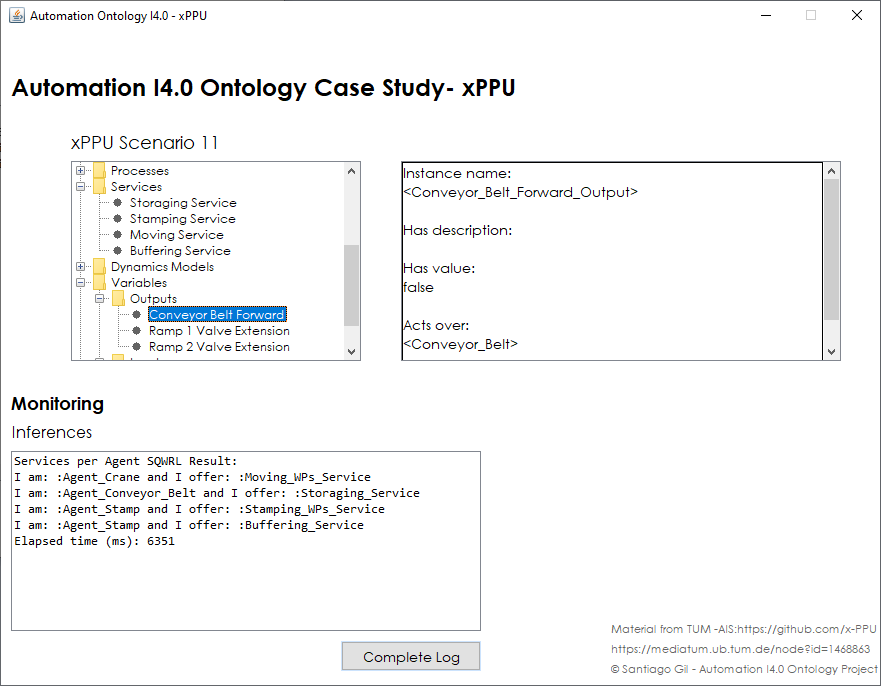 Automation Ontology I4.0 - xPPU
Automation I4.0 Ontology Case Study- xPPU
xPPU Scenario 11
Processes
Services
Storaging Service
Stamping Service
Moving Service
Buffering Service
Dynamics Models
Variables
Outputs
Conveyor Belt Forward
Ramp 1 Valve Extension
Ramp 2 Valve Extension
Instance name:
<Conveyor_Belt_Forward_Output>
Has description:
Has value:
false
Acts over:
<Conveyor_Belt>
Monitoring
Inferences
Services per Agent SQWRL Result:
I am: :Agent_Crane and I offer: :Moving_WPs_Service
I am: :Agent_Conveyor_Belt and I offer: :Storaging_Service
I am: :Agent_Stamp and I offer: :Stamping_WPs_Service
I am: :Agent_Stamp and I offer: :Buffering_Service
Elapsed time (ms): 6351
Complete Log
Material from TUM -AIS:https://github.com/x-PPU
https://mediatum.ub.tum.de/node?id=1468863
© Santiago Gil - Automation I4.0 Ontology Project